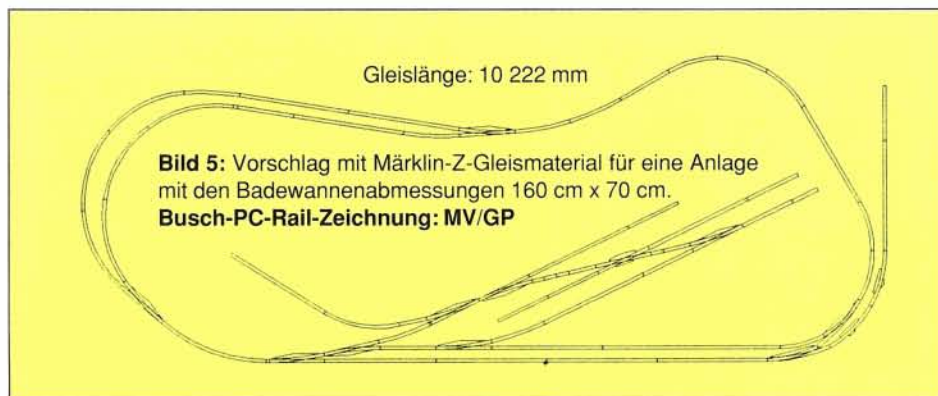 Gleislänge: 10 222 mm
Bild 5: Vorschlag mit Märklin-Z-Gleismaterial für eine Anlage
mit den Badewannenabmessungen 160 cm x 70 cm.
Busch-PC-Rail-Zeichnung: MV/GP